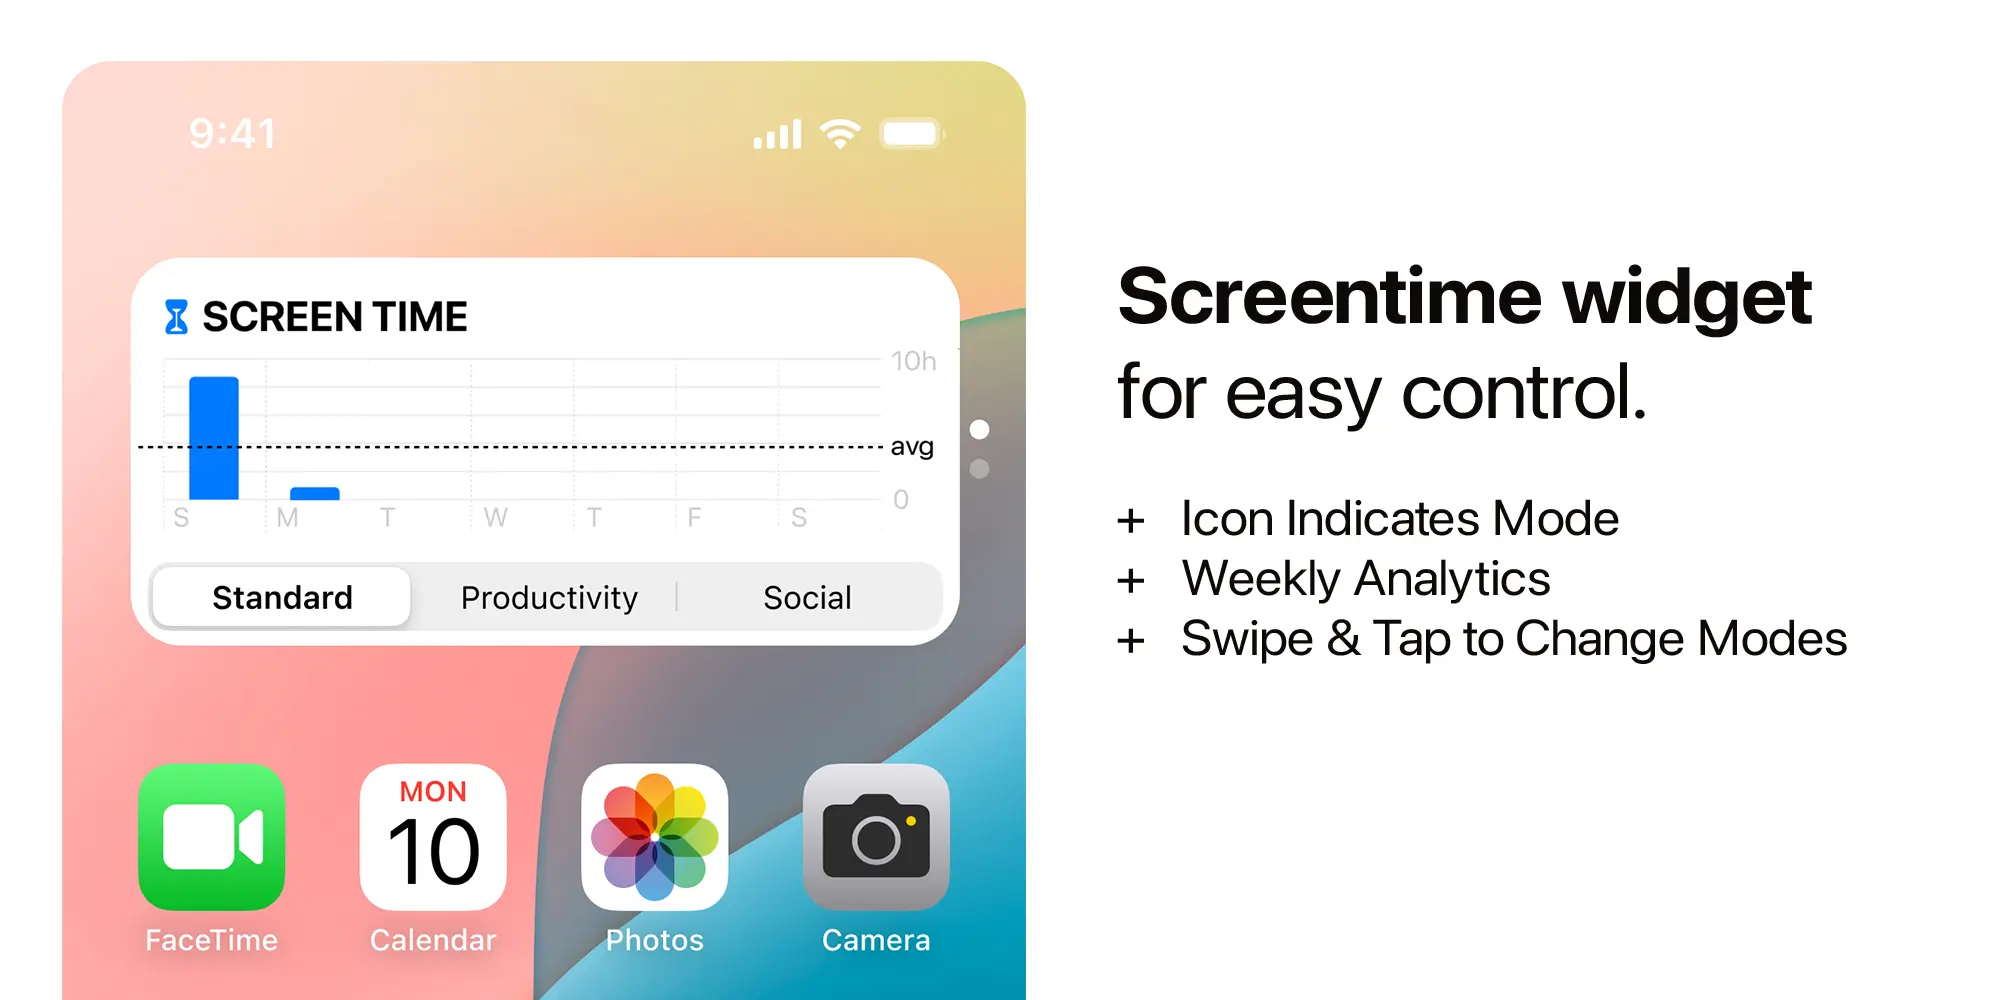 9:41
SCREEN TIME
10h
avg
0
S M T W T F S
Standard Productivity Social
MON
10
FaceTime Calendar Photos Camera
Screentime widget
for easy control.
+ Icon Indicates Mode
+ Weekly Analytics
+ Swipe & Tap to Change Modes